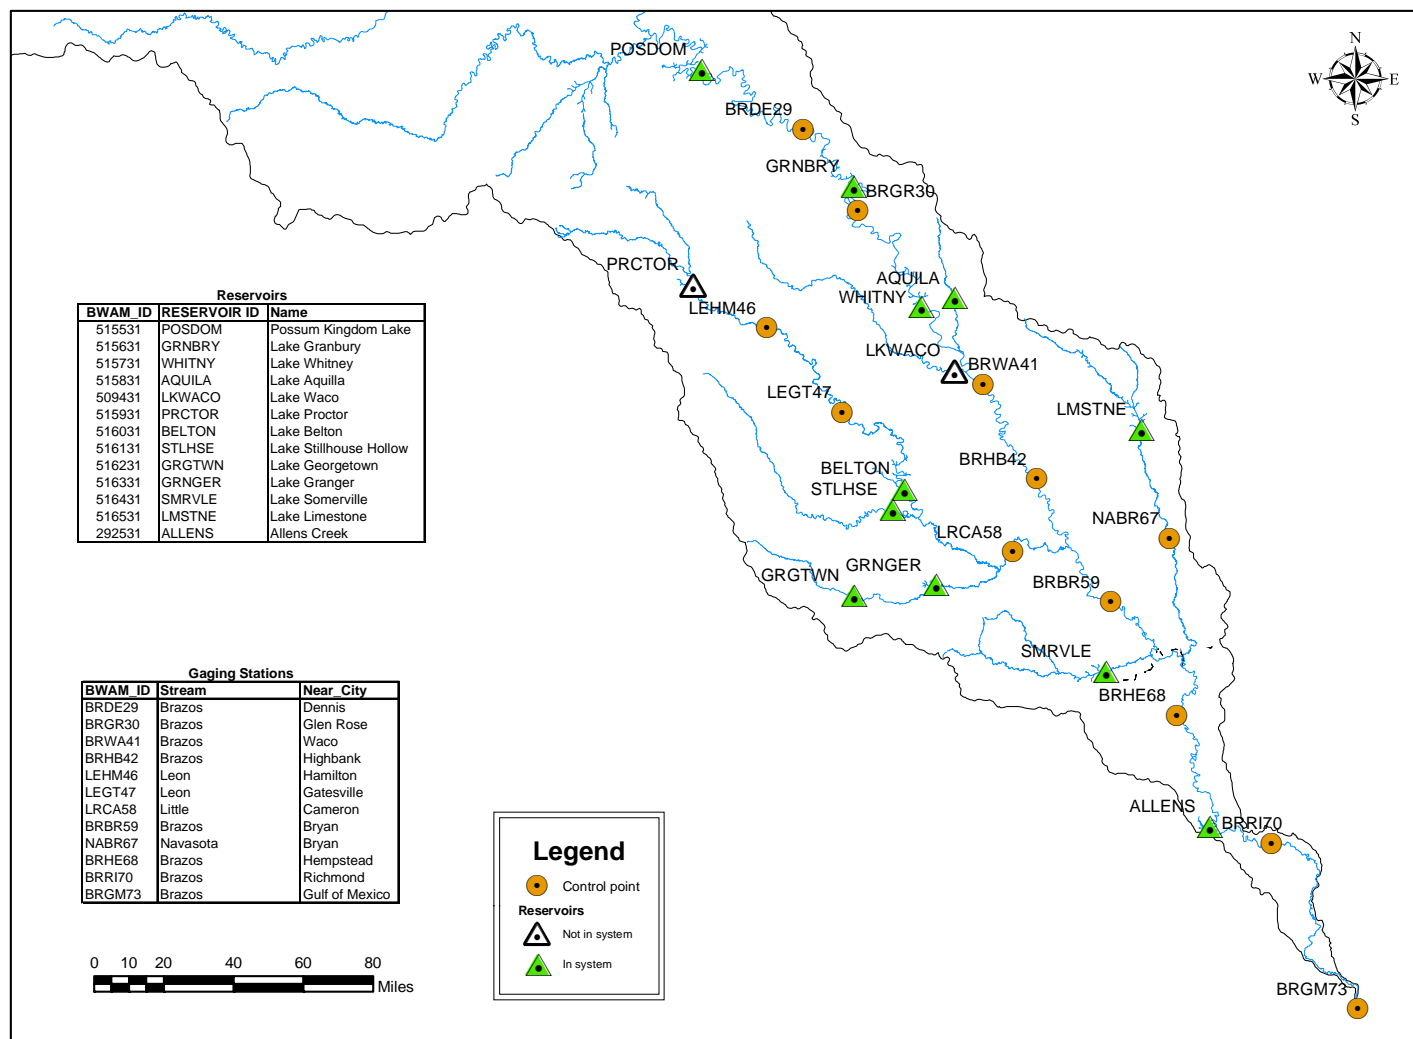 N
W E
S
POSDOM
BRDE29
GRNBRY
BRGR30
PRCTOR
AQUILA
WHITNY
LEHM46
LKWACO
BRWA41
LEGT47
LMSTNE
BELTON
BRHB42
STLHSE
NABR67
LRCA58
GRNGER
GRGTWN
BRBR59
SMRVLE
BRHE68
ALLENS
BRRI70
BRGM73
Reservoirs
BWAM_ID RESERVOIR ID Name
515531 POSDOM Possum Kingdom Lake
515631 GRNBRY Lake Granbury
515731 WHITNY Lake Whitney
515831 AQUILA Lake Aquilla
509431 LKWACO Lake Waco
515931 PRCTOR Lake Proctor
516031 BELTON Lake Belton
516131 STLHSE Lake Stillhouse Hollow
516231 GRGTWN Lake Georgetown
516331 GRNGER Lake Granger
516431 SMRVLE Lake Somerville
516531 LMSTNE Lake Limestone
292531 ALLENS Allens Creek
Gaging Stations
BWAM_ID Stream Near_City
BRDE29 Brazos Dennis
BRGR30 Brazos Glen Rose
BRWA41 Brazos Waco
BRHB42 Brazos Highbank
LEHM46 Leon Hamilton
LEGT47 Leon Gatesville
LRCA58 Little Cameron
BRBR59 Brazos Bryan
NABR67 Navasota Bryan
BRHE68 Brazos Hempstead
BRRI70 Brazos Richmond
BRGM73 Brazos Gulf of Mexico
0 10 20 40 60 80
Miles
Legend
Control point
Reservoirs
Not in system
In system